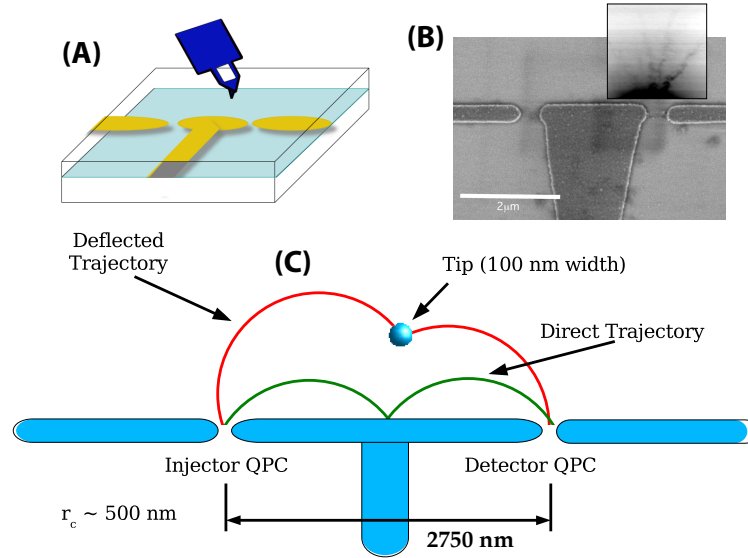 (A)
(B)
2μm
Deflected
Trajectory
(C)
Tip (100 nm width)
Direct Trajectory
Injector QPC
Detector QPC
r_c ~ 500 nm
2750 nm